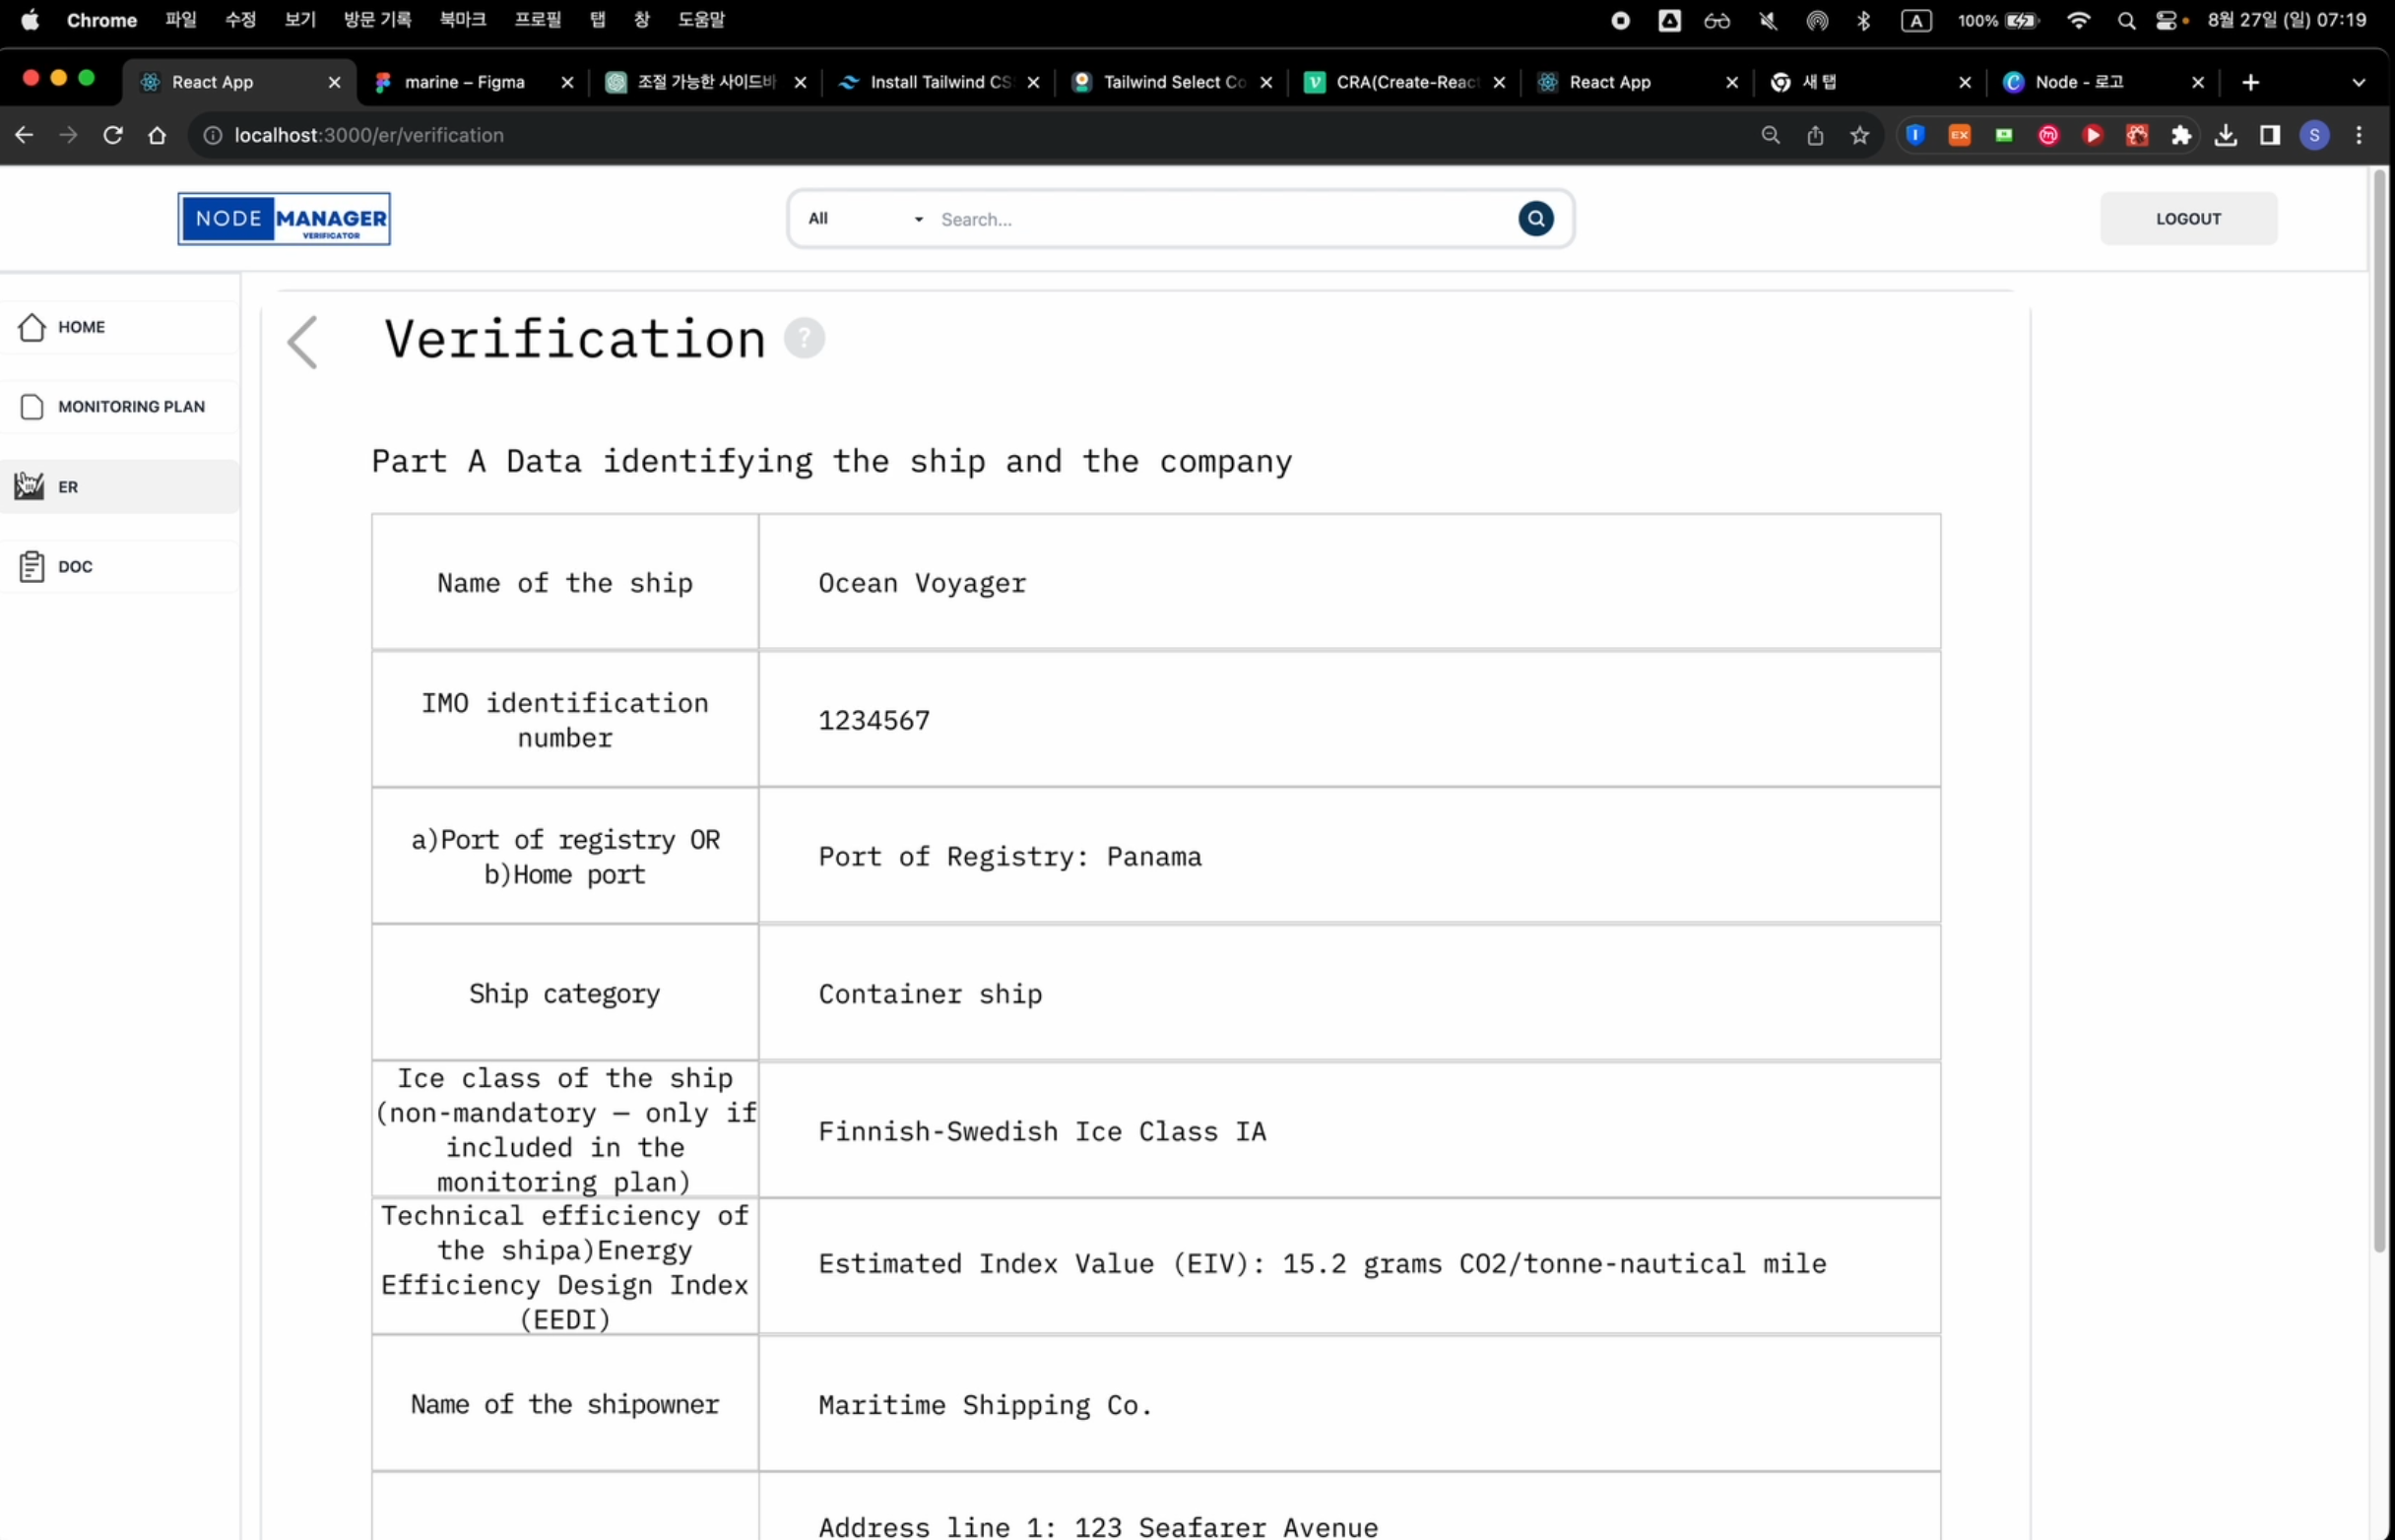 Chrome 파일 수정 보기 방문 기록 북마크 프로필 탭 창 도움말 A 100% 8월 27일 (일) 07:19
React App marine – Figma 조절 가능한 사이드바 Install Tailwind CS Tailwind Select Co CRA(Create-React React App 새 탭 Node - 로고
localhost:3000/er/verification EX S
NODE MANAGER
VERIFICATOR
All Search...
LOGOUT
HOME
MONITORING PLAN
ER
DOC
Verification ?
Part A Data identifying the ship and the company
Name of the ship
Ocean Voyager
IMO identification
number
1234567
a)Port of registry OR
b)Home port
Port of Registry: Panama
Ship category
Container ship
Ice class of the ship
(non-mandatory – only if
included in the
monitoring plan)
Finnish-Swedish Ice Class IA
Technical efficiency of
the shipa)Energy
Efficiency Design Index
(EEDI)
Estimated Index Value (EIV): 15.2 grams CO2/tonne-nautical mile
Name of the shipowner
Maritime Shipping Co.
Address line 1: 123 Seafarer Avenue